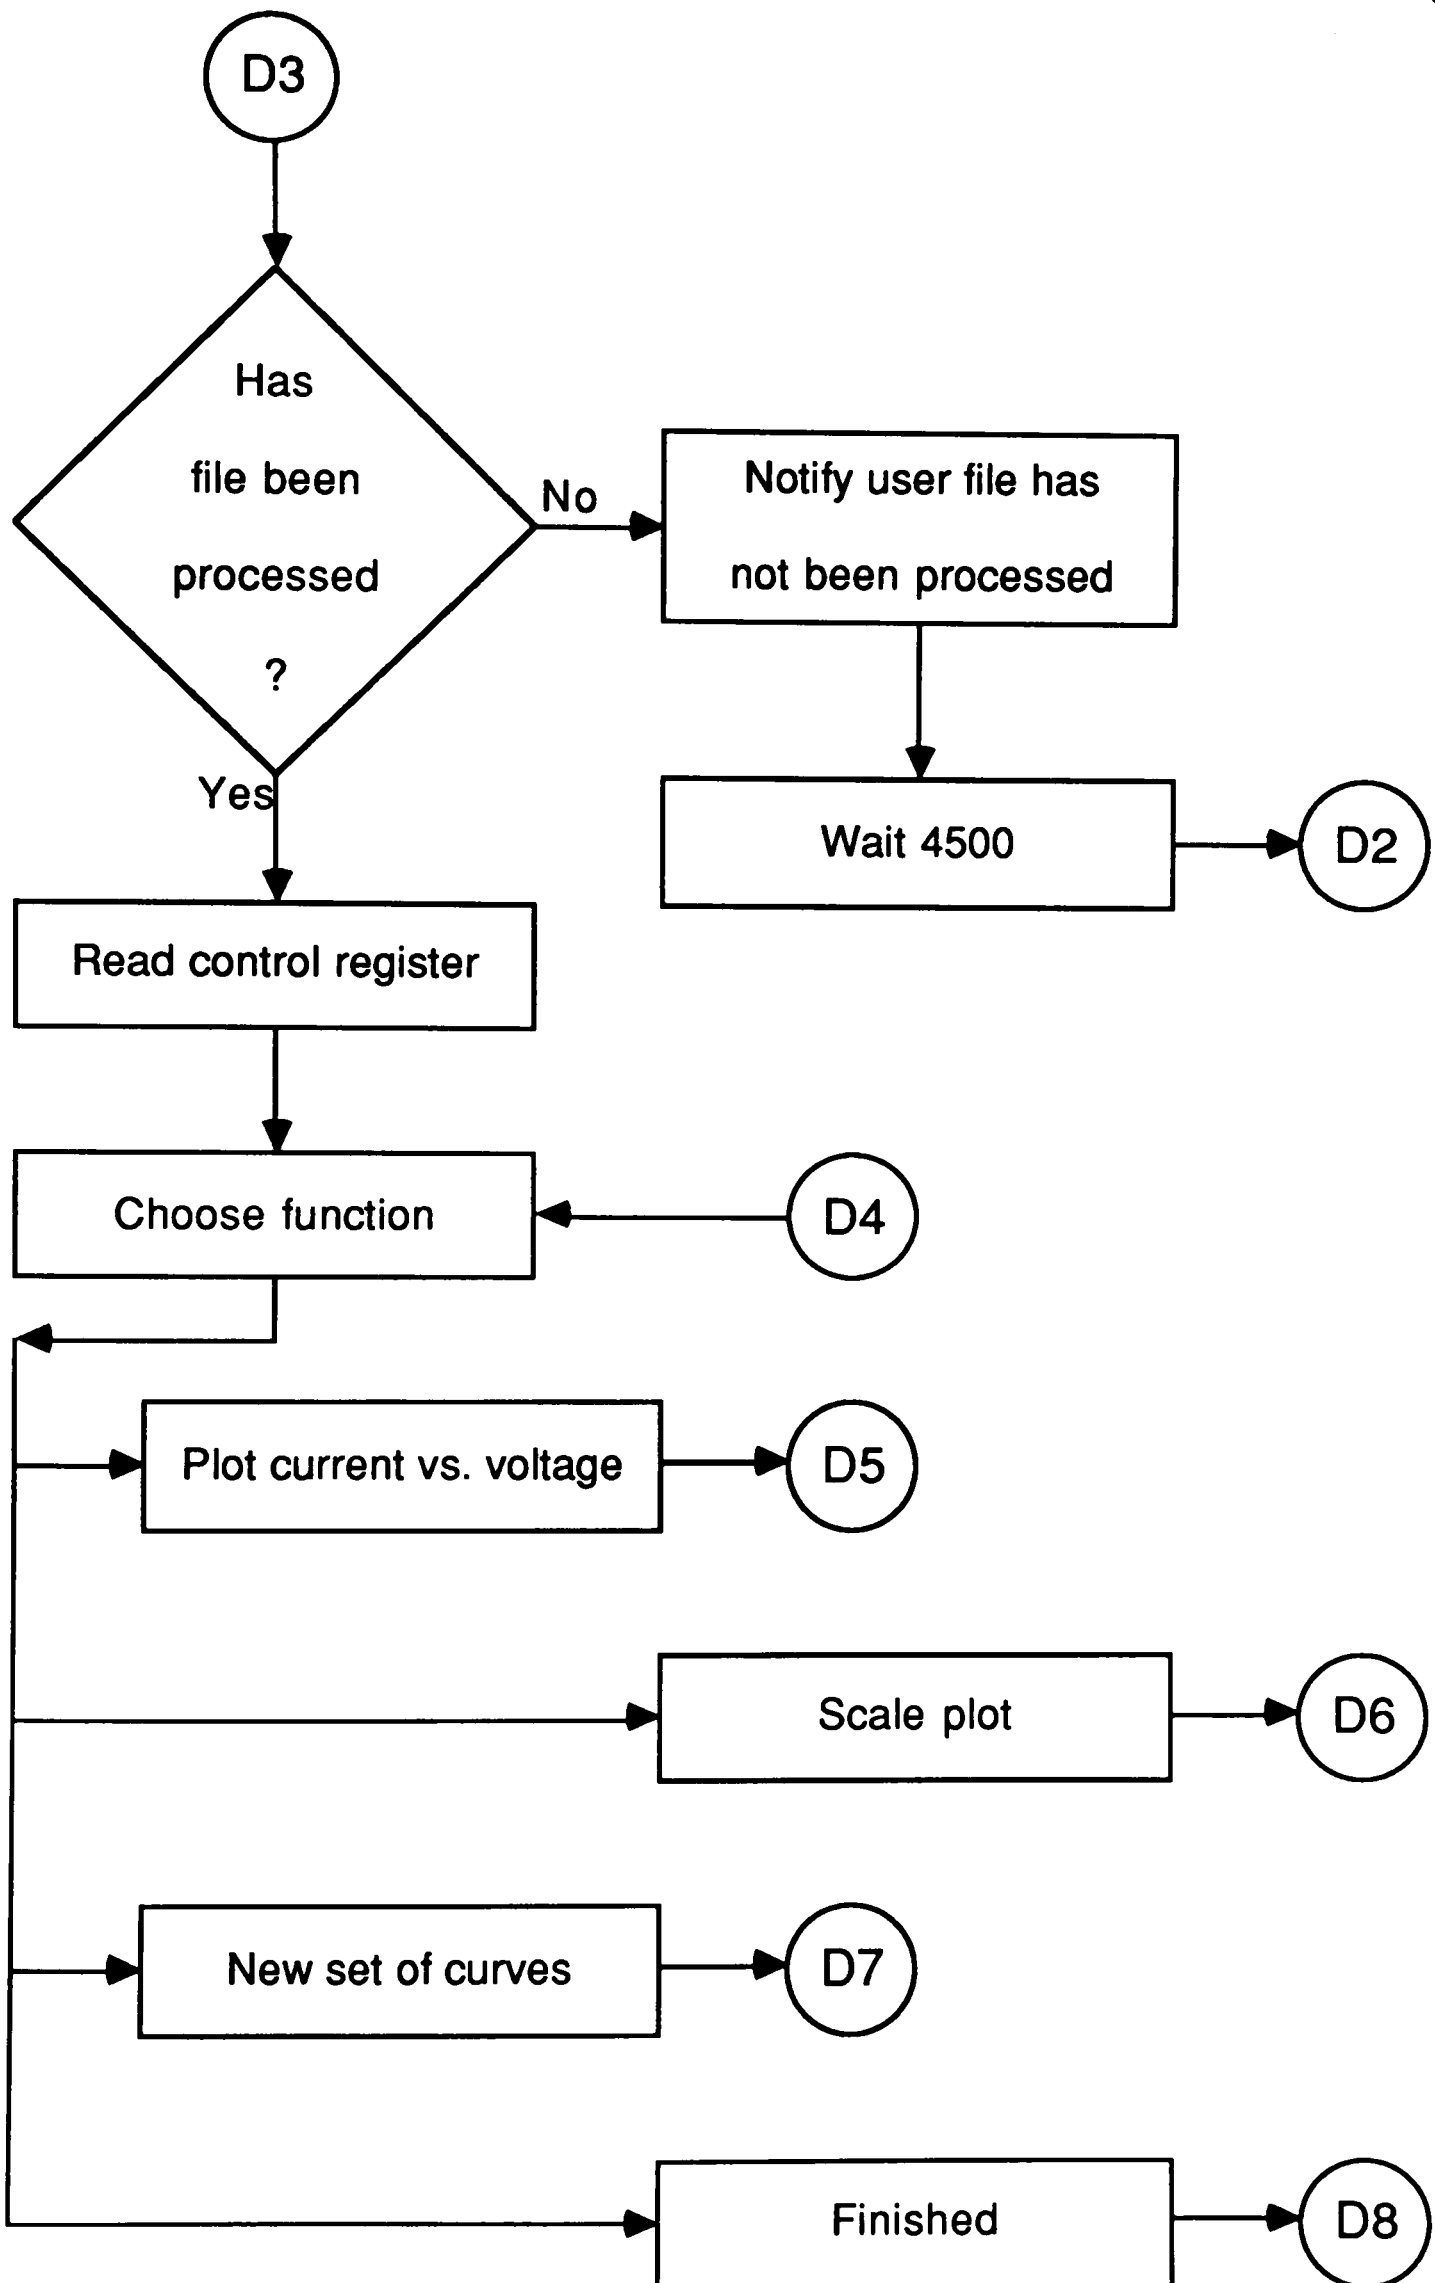 D3
Has
file been
processed
?
No
Notify user file has
not been processed
Yes
Wait 4500
D2
Read control register
Choose function
D4
Plot current vs. voltage
D5
Scale plot
D6
New set of curves
D7
Finished
D8